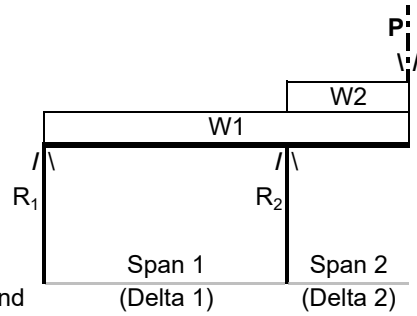 P
W2
W1
R1
R2
Span 1 Span 2
nd (Delta 1) (Delta 2)